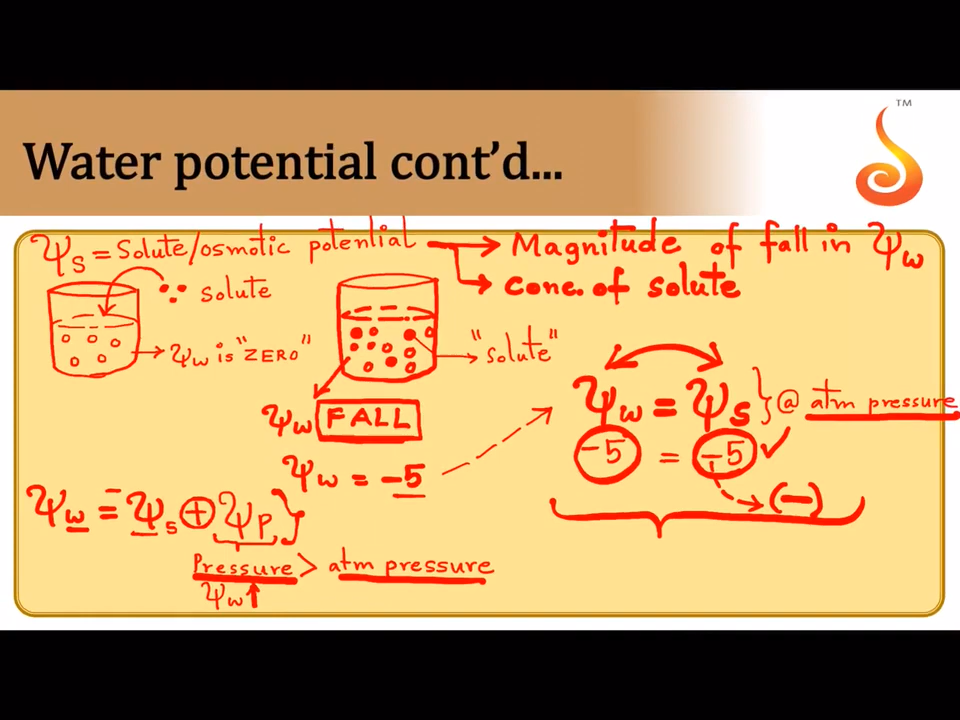 TM
Water potential cont'd...
Ψs = Solute/osmotic potential → Magnitude of fall in Ψw
→ conc. of solute
solute
Ψw is "ZERO"
"solute"
Ψw FALL
Ψw = -5
Ψw = Ψs } @ atm pressure
-5 = -5 ✓
(-)
Ψw = -Ψs ⊕ Ψp }
Pressure > atm pressure
Ψw ↑